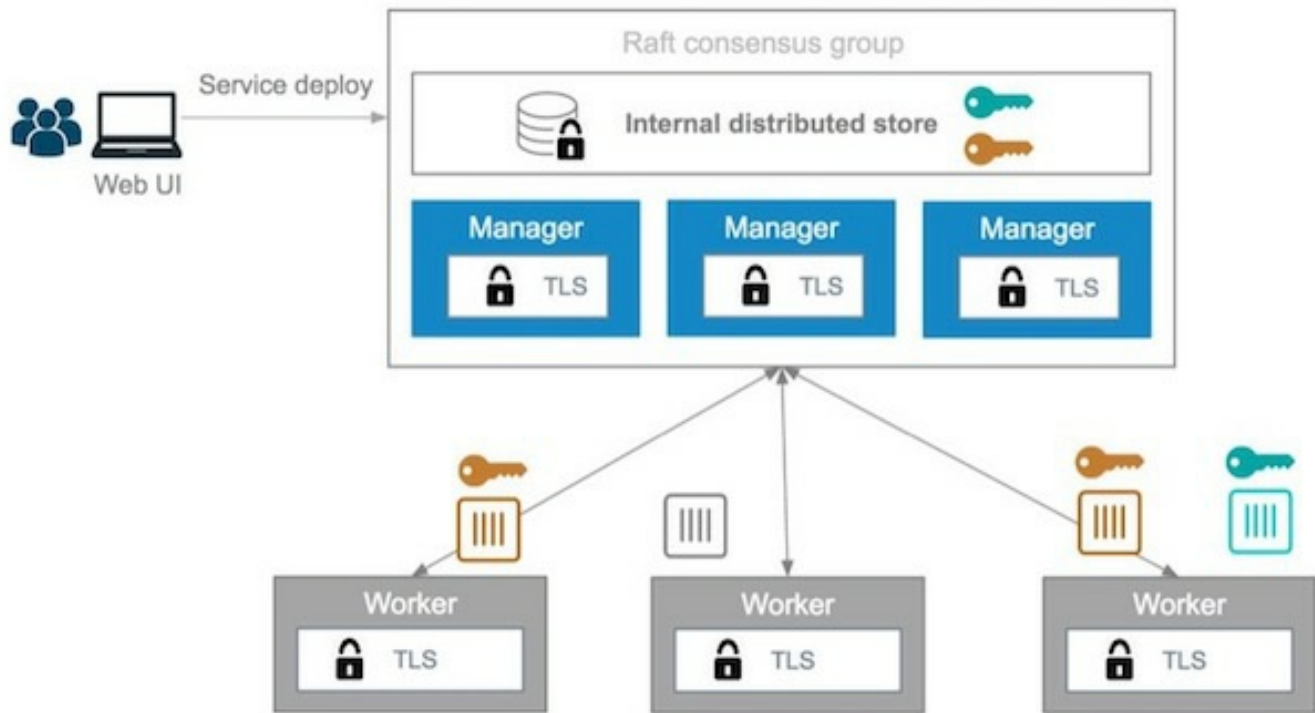 Raft consensus group
Service deploy
Internal distributed store
Web UI
Manager
Manager
Manager
TLS
TLS
TLS
Worker
Worker
Worker
TLS
TLS
TLS